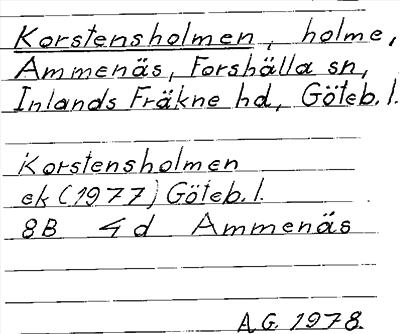 Korstensholmen, holme,
Ammenäs, Forshälla sn,
Inlands Fräkne hd, Göteb. l.
Korstensholmen
ek (1977) Göteb. l.
8B 4d Ammenäs
A.G. 1978.